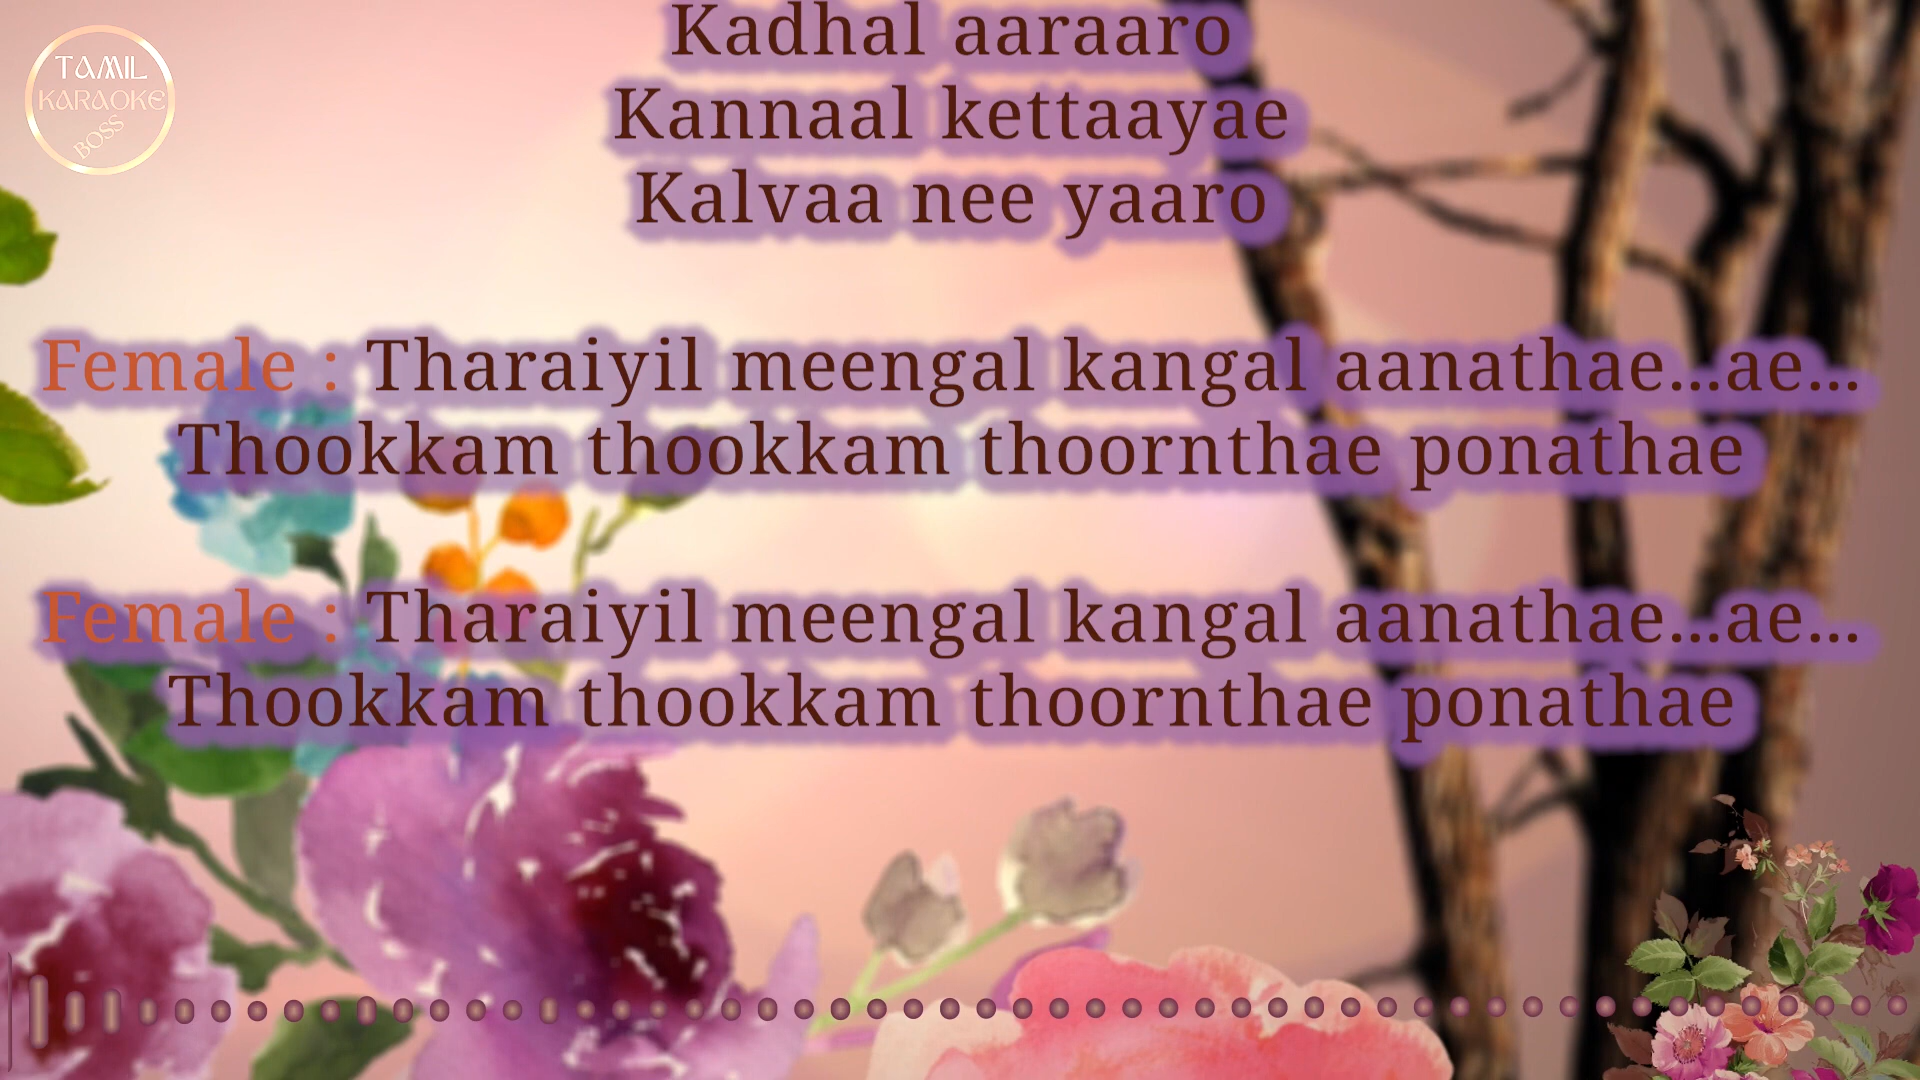 TAMIL
KARAOKE
BOSS
Kadhal aaraaro
Kannaal kettaayae
Kalvaa nee yaaro
Female : Tharaiyil meengal kangal aanathae...ae...
Thookkam thookkam thoornthae ponathae
Female : Tharaiyil meengal kangal aanathae...ae...
Thookkam thookkam thoornthae ponathae